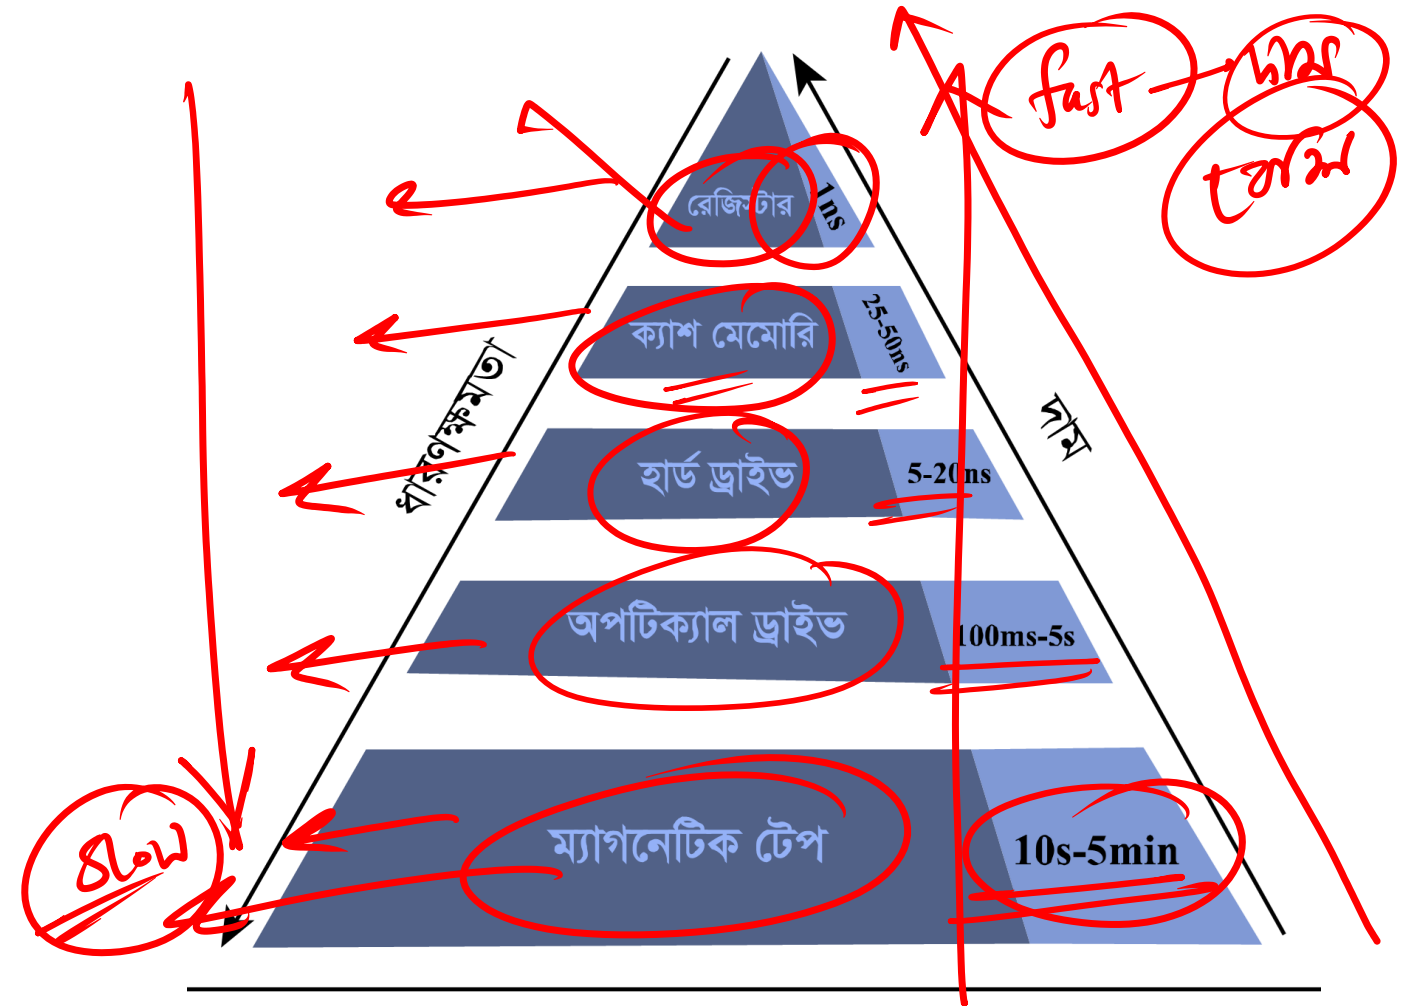 fast
দাম
বেশি
রেজিস্টার
1ns
ক্যাশ মেমোরি
25-50ns
ধারণক্ষমতা
দাম
হার্ড ড্রাইভ
5-20ns
অপটিক্যাল ড্রাইভ
100ms-5s
ম্যাগনেটিক টেপ
10s-5min
slow